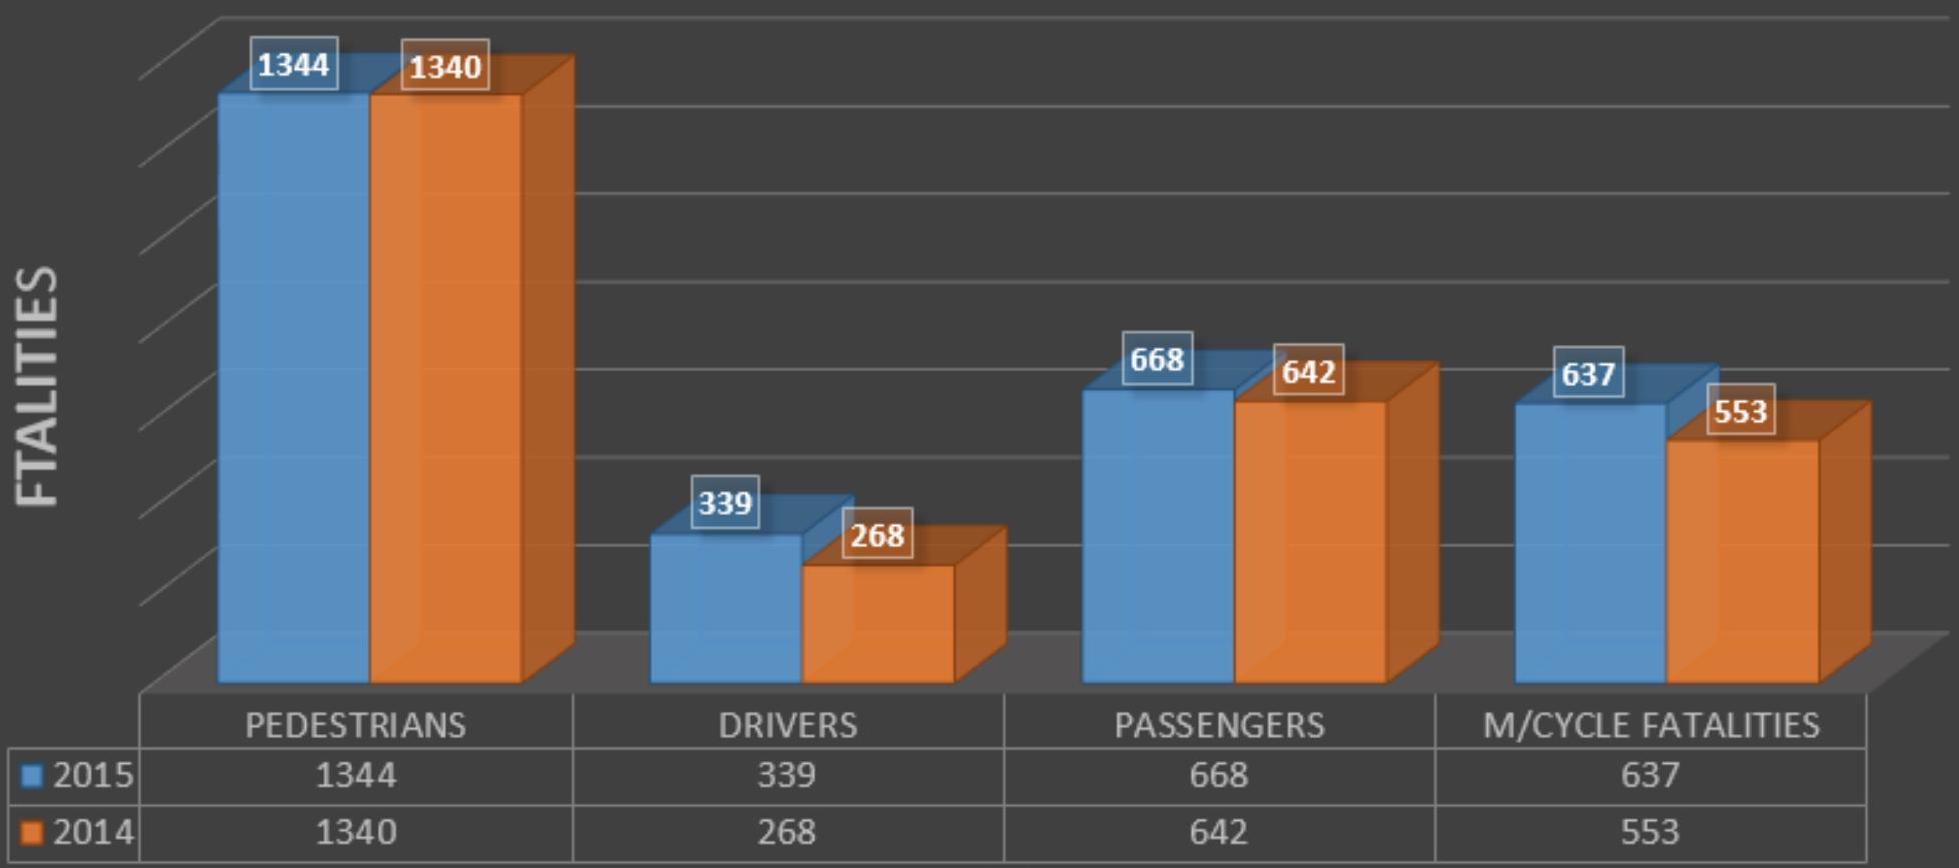 1344
1340
339
268
668
642
637
553
FTALITIES
PEDESTRIANS DRIVERS PASSENGERS M/CYCLE FATALITIES
2015 1344 339 668 637
2014 1340 268 642 553